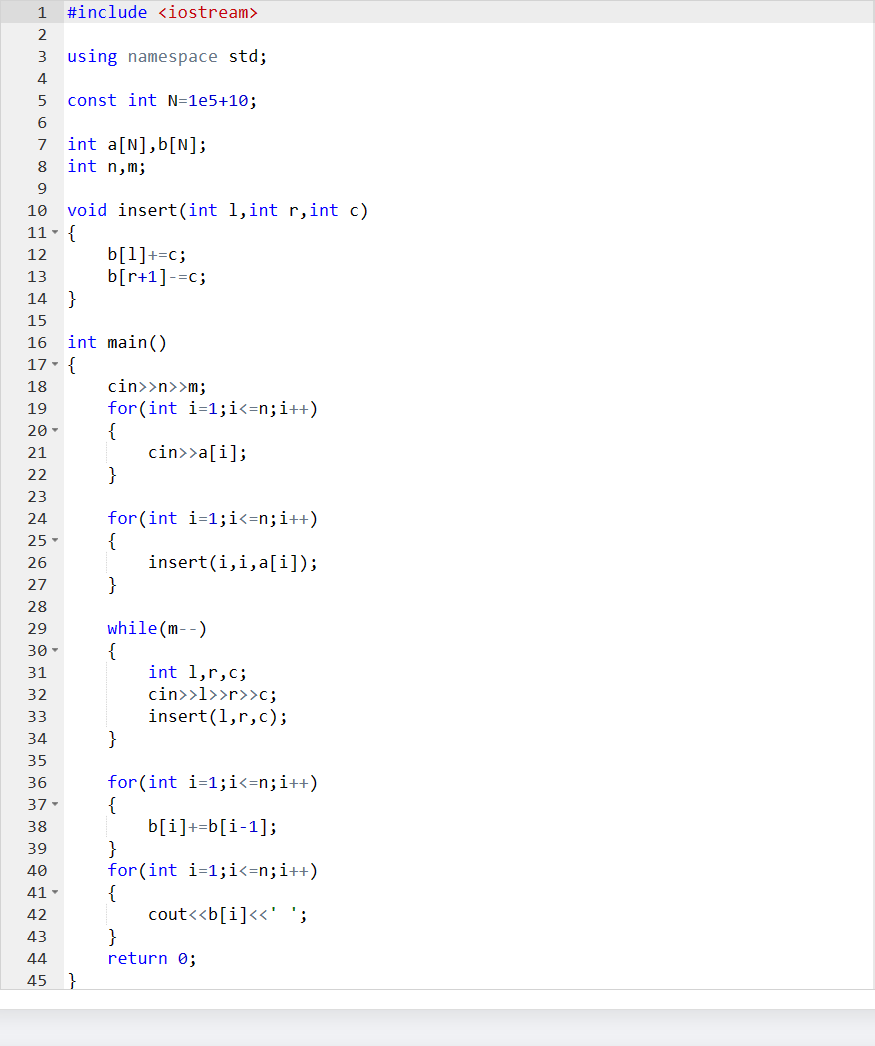 1 #include <iostream>
2
3 using namespace std;
4
5 const int N=1e5+10;
6
7 int a[N],b[N];
8 int n,m;
9
10 void insert(int l,int r,int c)
11 {
12     b[l]+=c;
13     b[r+1]-=c;
14 }
15
16 int main()
17 {
18     cin>>n>>m;
19     for(int i=1;i<=n;i++)
20     {
21         cin>>a[i];
22     }
23
24     for(int i=1;i<=n;i++)
25     {
26         insert(i,i,a[i]);
27     }
28
29     while(m--)
30     {
31         int l,r,c;
32         cin>>l>>r>>c;
33         insert(l,r,c);
34     }
35
36     for(int i=1;i<=n;i++)
37     {
38         b[i]+=b[i-1];
39     }
40     for(int i=1;i<=n;i++)
41     {
42         cout<<b[i]<<' ';
43     }
44     return 0;
45 }